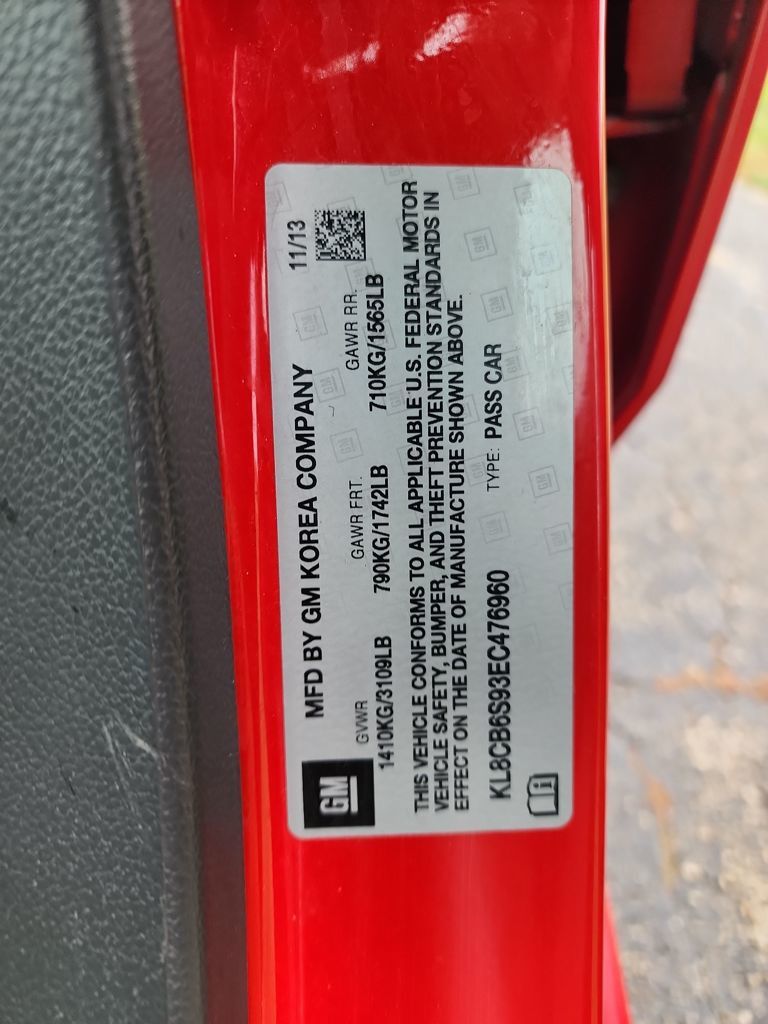 GM
MFD BY GM KOREA COMPANY 11/13
GVWR GAWR FRT. GAWR RR.
1410KG/3109LB 790KG/1742LB 710KG/1565LB
THIS VEHICLE CONFORMS TO ALL APPLICABLE U.S. FEDERAL MOTOR
VEHICLE SAFETY, BUMPER, AND THEFT PREVENTION STANDARDS IN
EFFECT ON THE DATE OF MANUFACTURE SHOWN ABOVE.
KL8CB6S93EC476960 TYPE: PASS CAR